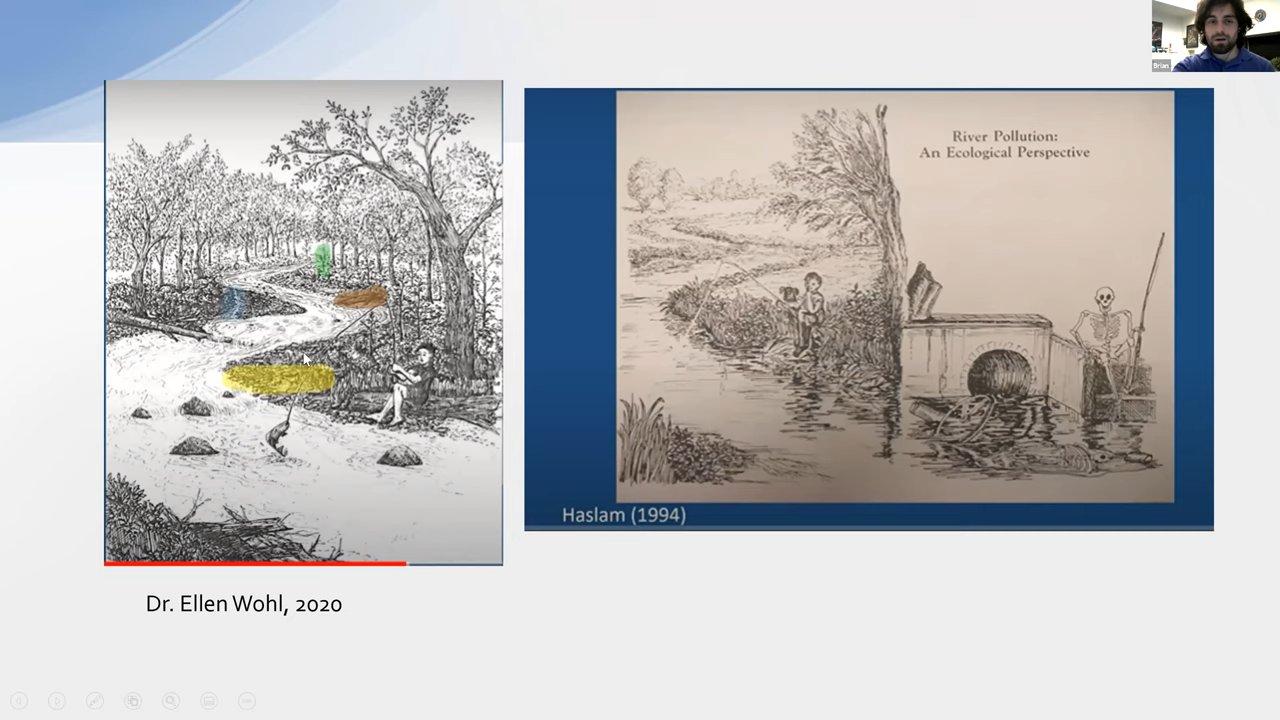 Brian
River Pollution:
An Ecological Perspective
Haslam (1994)
Dr. Ellen Wohl, 2020